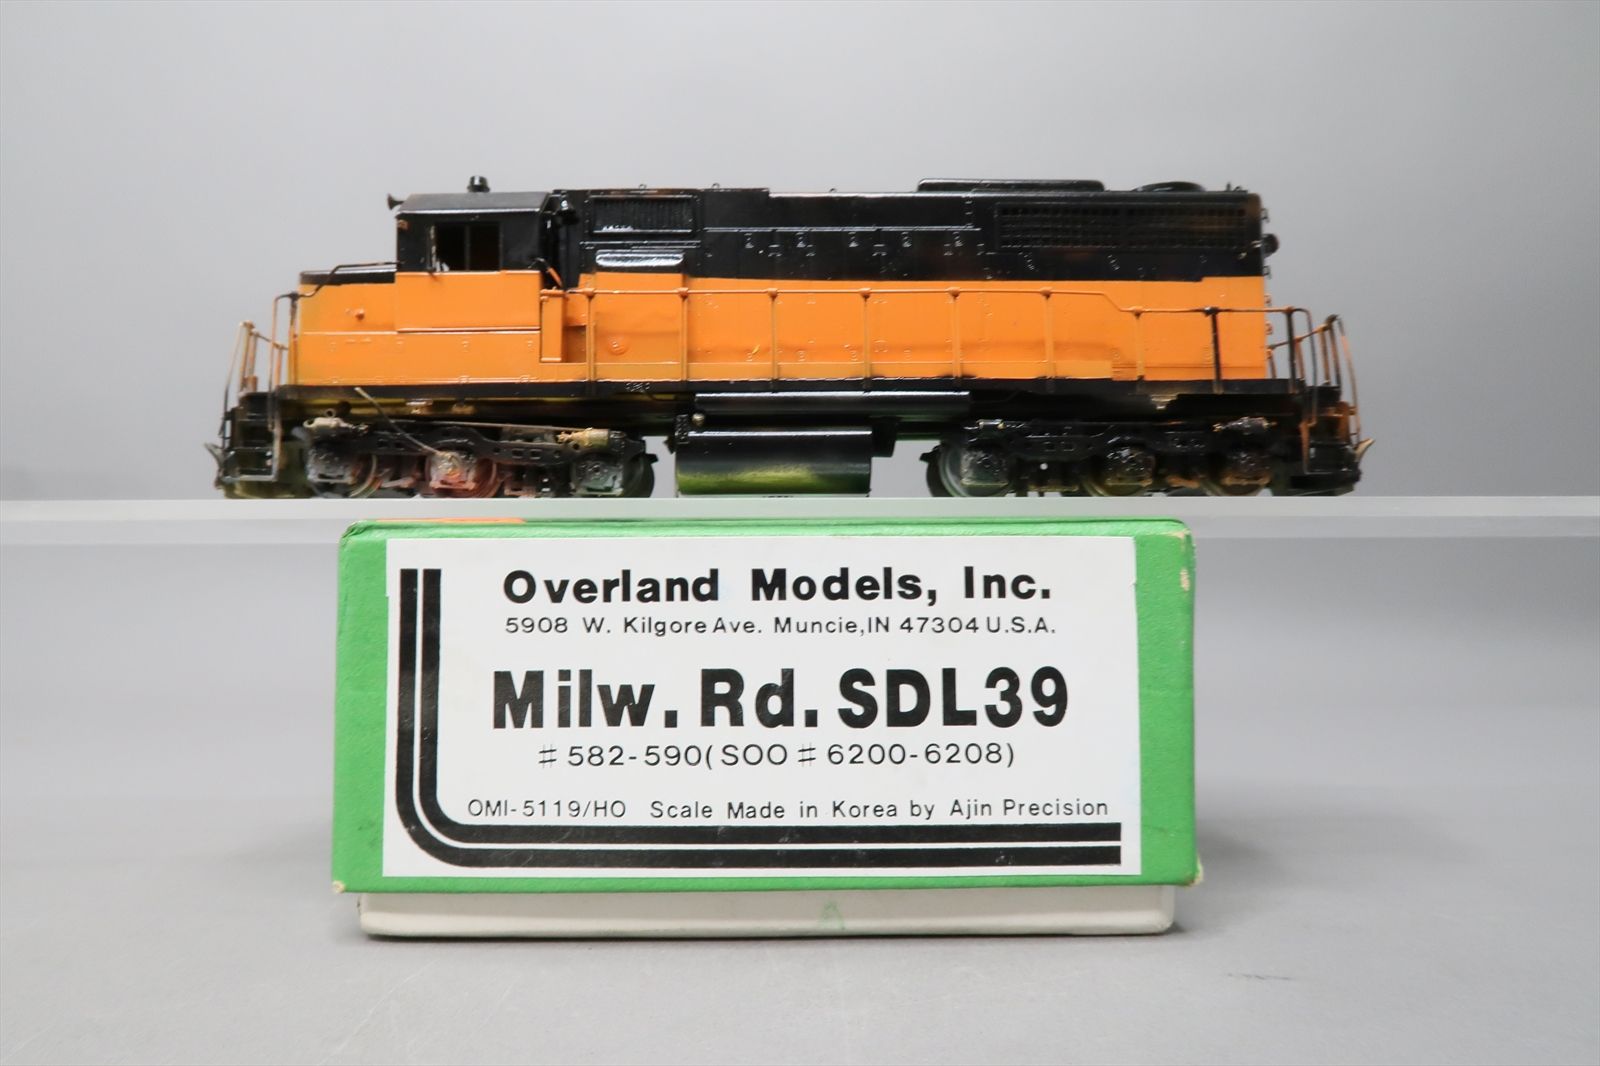 Overland Models, Inc.
5908 W. Kilgore Ave. Muncie, IN 47304 U.S.A.
Milw. Rd. SDL39
#582-590(SOO #6200-6208)
OMI-5119/HO Scale Made in Korea by Ajin Precision